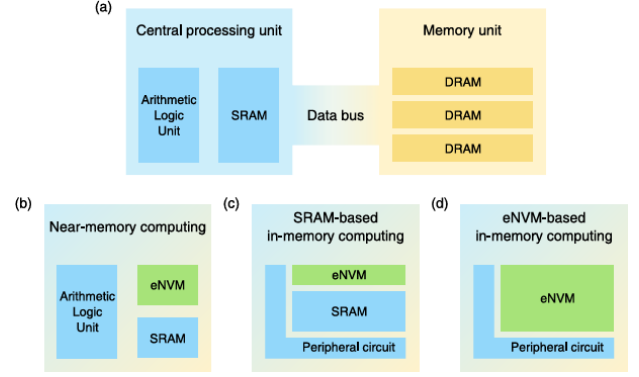 (a)
Central processing unit
Memory unit
Arithmetic
Logic
Unit
SRAM
Data bus
DRAM
DRAM
DRAM
(b)
Near-memory computing
Arithmetic
Logic
Unit
eNVM
SRAM
(c)
SRAM-based
in-memory computing
eNVM
SRAM
Peripheral circuit
(d)
eNVM-based
in-memory computing
eNVM
Peripheral circuit